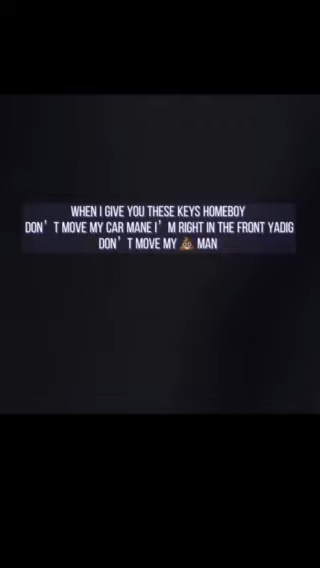 WHEN I GIVE YOU THESE KEYS HOMEBOY
DON'T MOVE MY CAR MANE I'M RIGHT IN THE FRONT YADIG
DON'T MOVE MY 💩 MAN